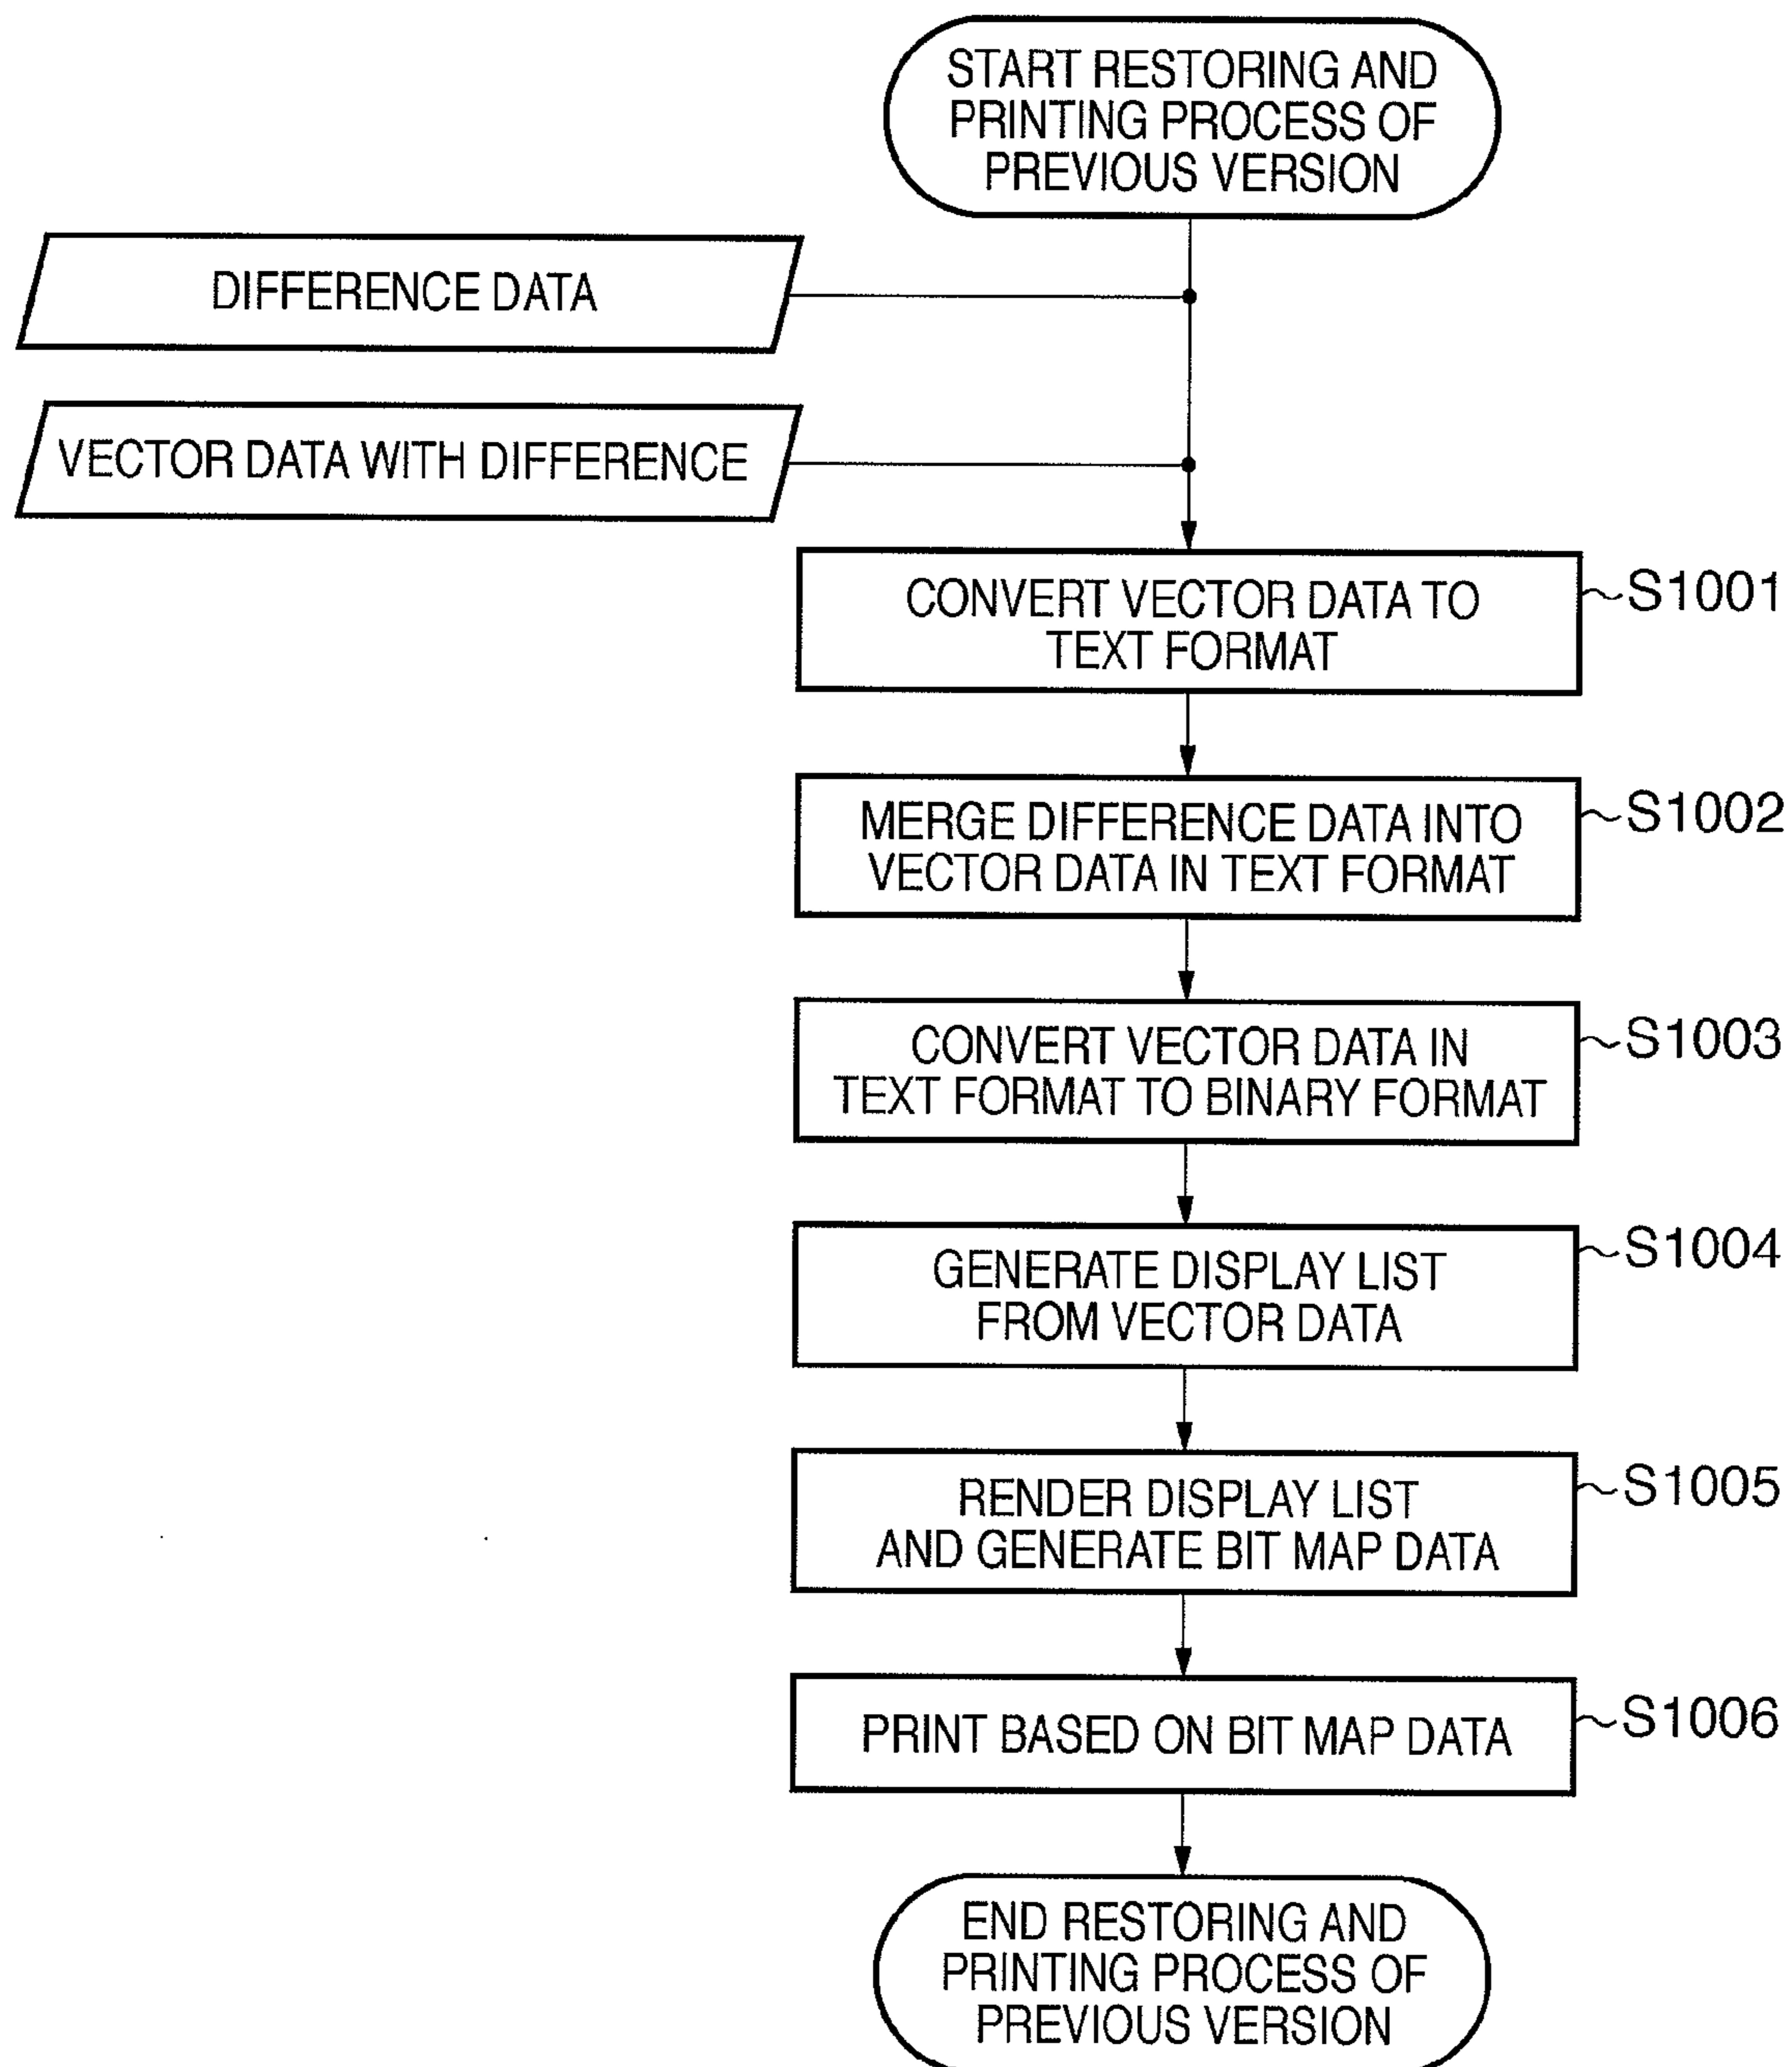 START RESTORING AND
PRINTING PROCESS OF
PREVIOUS VERSION
DIFFERENCE DATA
VECTOR DATA WITH DIFFERENCE
CONVERT VECTOR DATA TO
TEXT FORMAT
S1001
MERGE DIFFERENCE DATA INTO
VECTOR DATA IN TEXT FORMAT
S1002
CONVERT VECTOR DATA IN
TEXT FORMAT TO BINARY FORMAT
S1003
GENERATE DISPLAY LIST
FROM VECTOR DATA
S1004
RENDER DISPLAY LIST
AND GENERATE BIT MAP DATA
S1005
PRINT BASED ON BIT MAP DATA
S1006
END RESTORING AND
PRINTING PROCESS OF
PREVIOUS VERSION